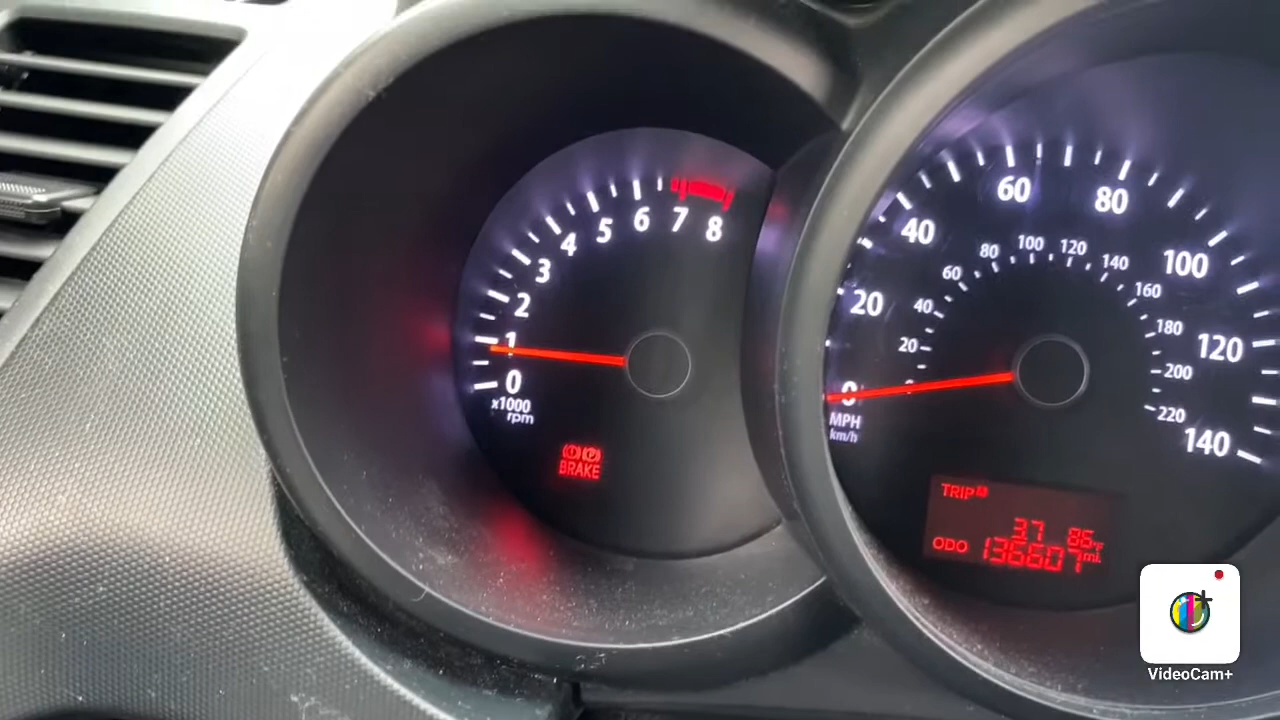 0 1 2 3 4 5 6 7 8
x1000
rpm
BRAKE
0 20 40 60 80 100 120 140
20 40 60 80 100 120 140 160 180 200 220
MPH
km/h
TRIP A
37 86°F
ODO 136607 mi.
VideoCam+